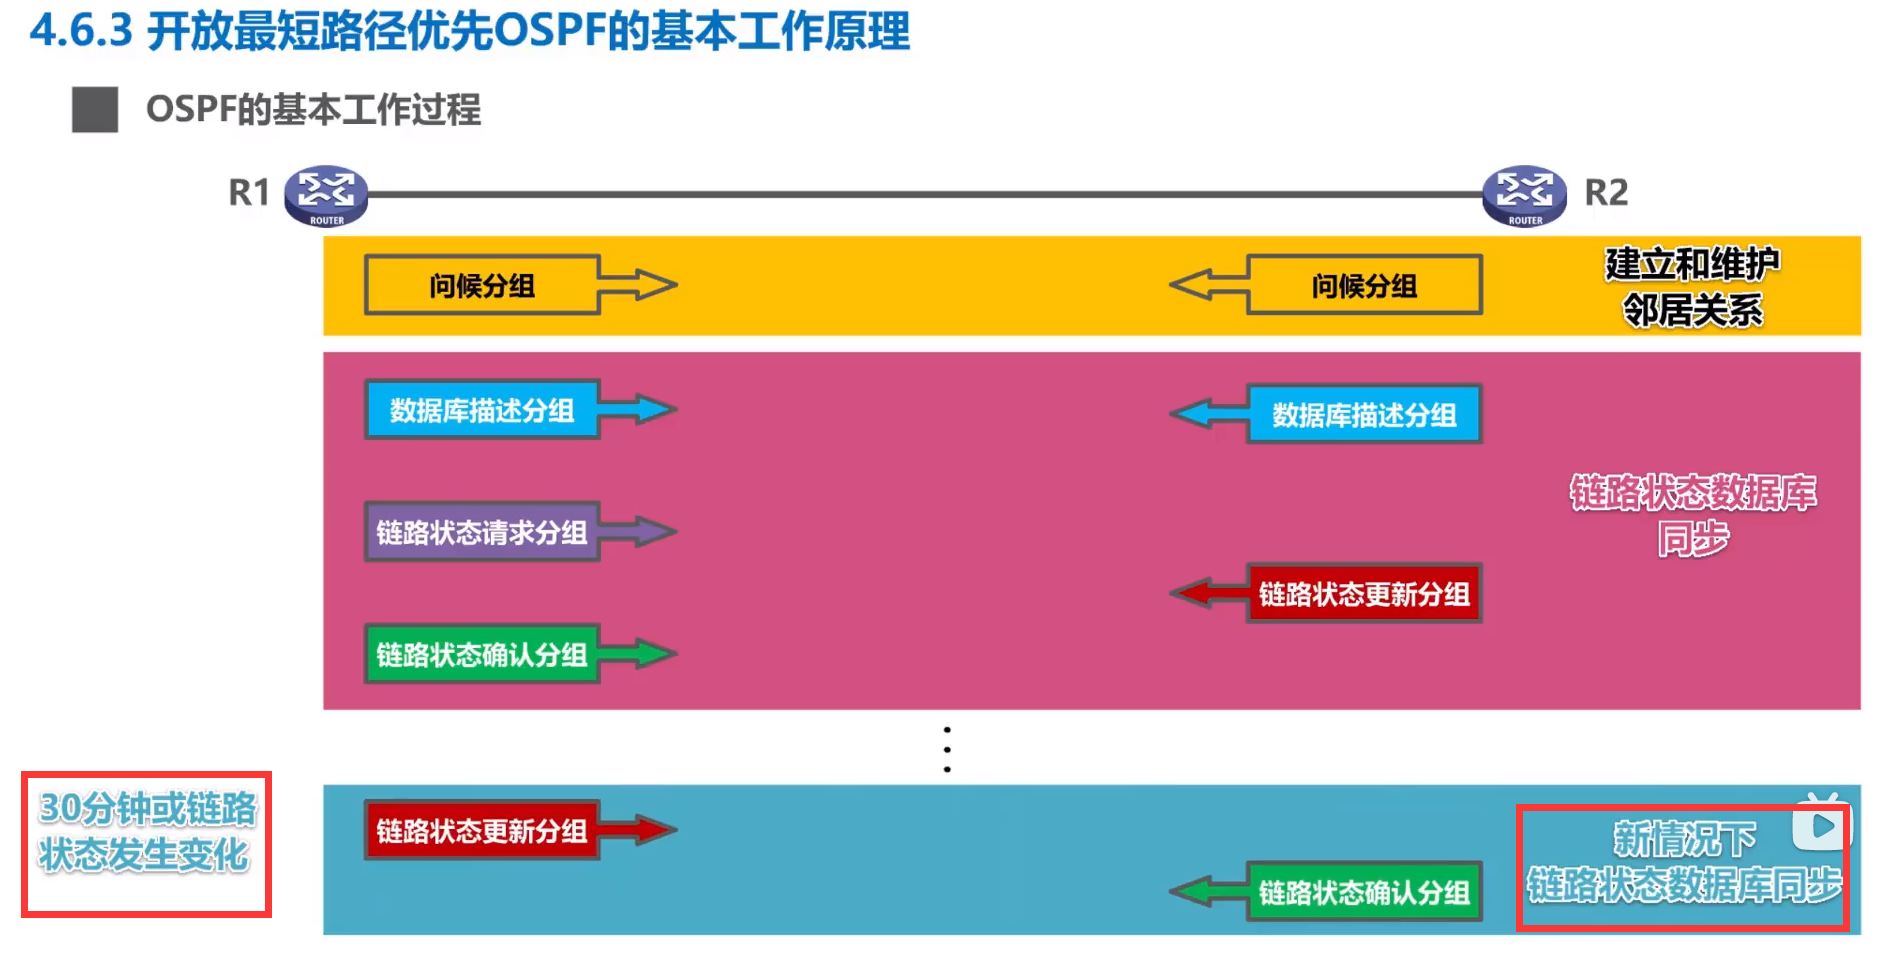 4.6.3 开放最短路径优先OSPF的基本工作原理
OSPF的基本工作过程
R1
ROUTER
ROUTER
R2
问候分组
问候分组
建立和维护
邻居关系
数据库描述分组
数据库描述分组
链路状态数据库
同步
链路状态请求分组
链路状态更新分组
链路状态确认分组
30分钟或链路
状态发生变化
链路状态更新分组
新情况下
链路状态数据库同步
链路状态确认分组